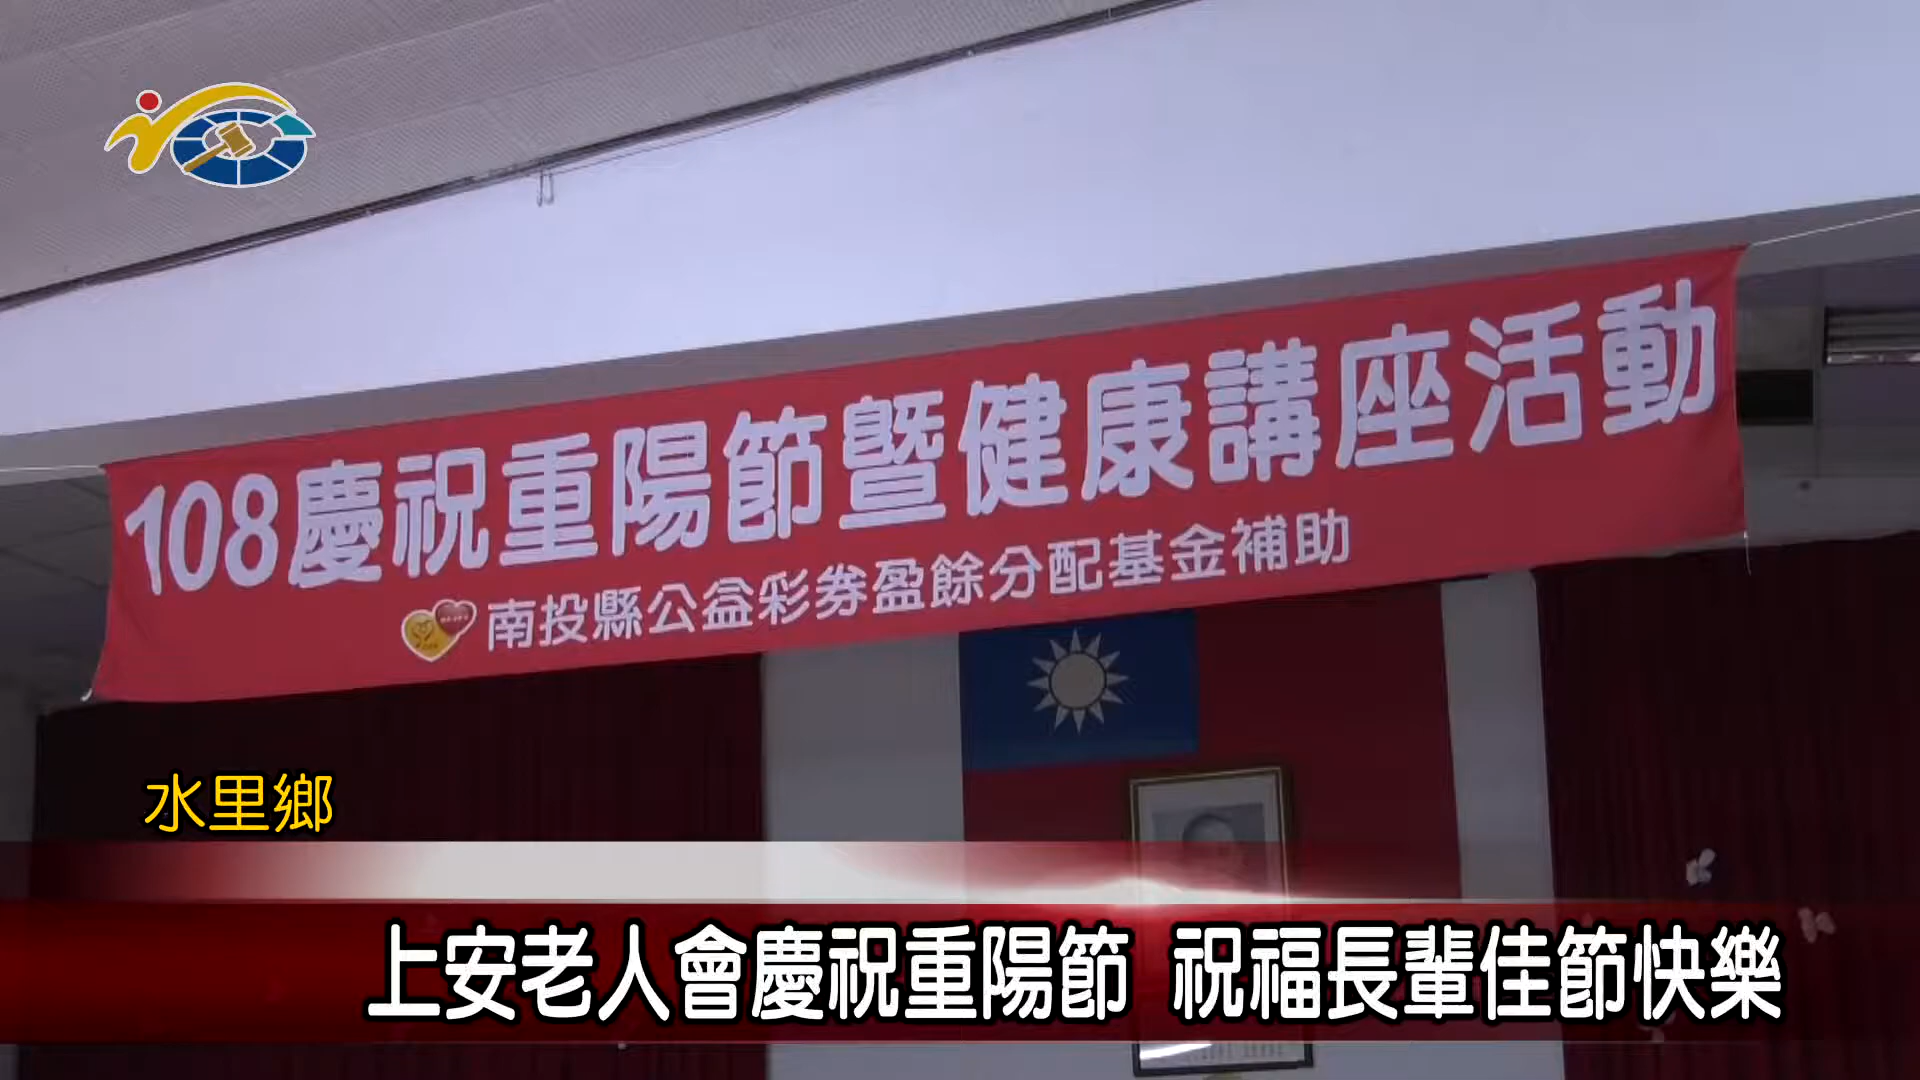 108慶祝重陽節暨健康講座活動
南投縣公益彩券盈餘分配基金補助
水里鄉
上安老人會慶祝重陽節 祝福長輩佳節快樂